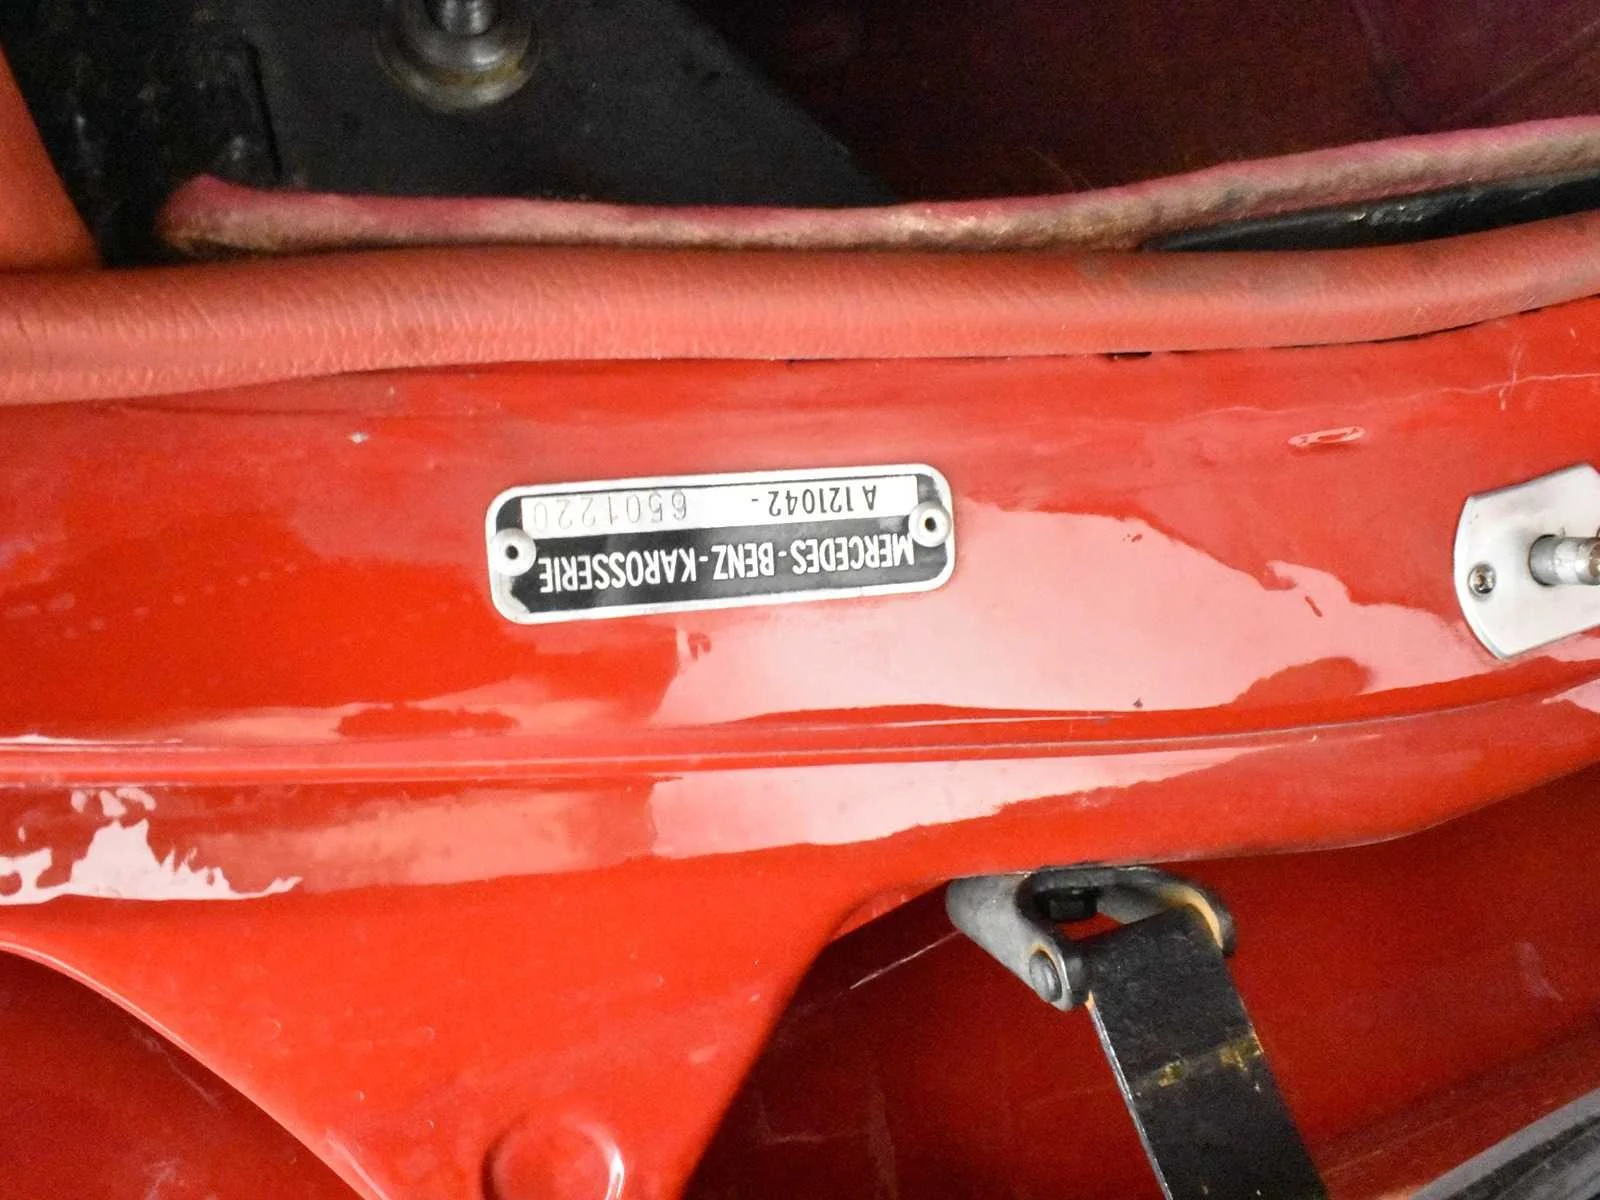 MERCEDES-BENZ-KAROSSERIE
A 121042- 6501220